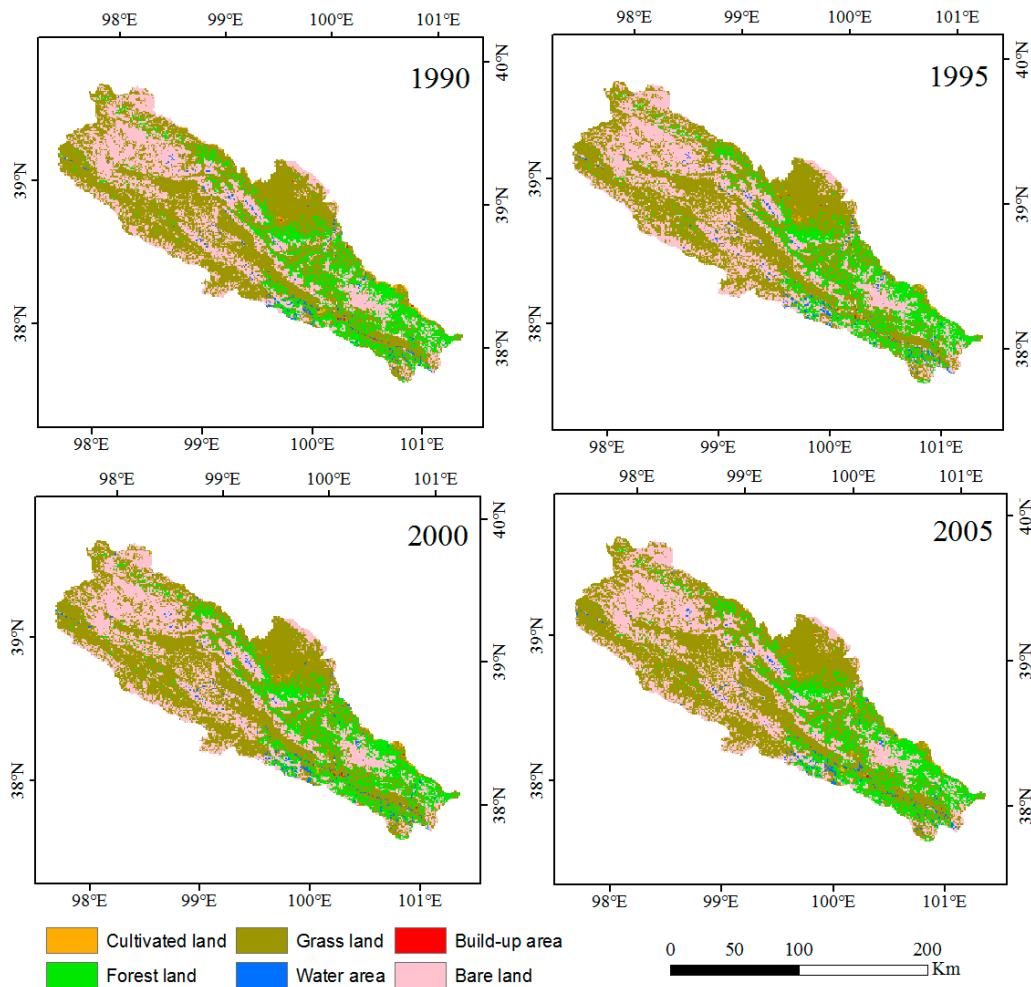 98°E 99°E 100°E 101°E
98°E 99°E 100°E 101°E
1990
1995
40°N
40°N
39°N
39°N
39°N
39°N
38°N
38°N
38°N
38°N
98°E 99°E 100°E 101°E
98°E 99°E 100°E 101°E
98°E 99°E 100°E 101°E
98°E 99°E 100°E 101°E
2000
2005
40°N
40°N
39°N
39°N
39°N
39°N
38°N
38°N
38°N
38°N
98°E 99°E 100°E 101°E
98°E 99°E 100°E 101°E
Cultivated land Grass land Build-up area
Forest land Water area Bare land
0 50 100 200
Km